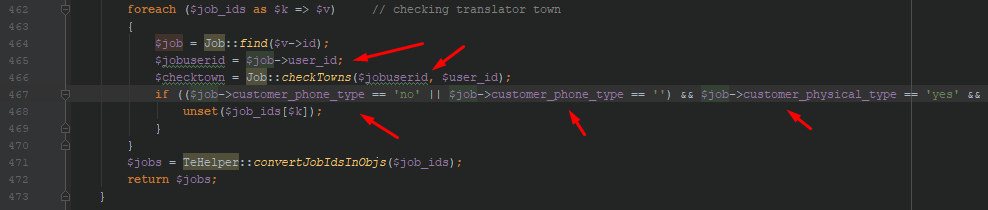 462 foreach ($job_ids as $k => $v) // checking translator town
463 {
464 $job = Job::find($v->id);
465 $jobuserid = $job->user_id;
466 $checktown = Job::checkTowns($jobuserid, $user_id);
467 if (($job->customer_phone_type == 'no' || $job->customer_phone_type == '') && $job->customer_physical_type == 'yes' &&
468 unset($job_ids[$k]);
469 }
470 }
471 $jobs = TeHelper::convertJobIdsInObjs($job_ids);
472 return $jobs;
473 }